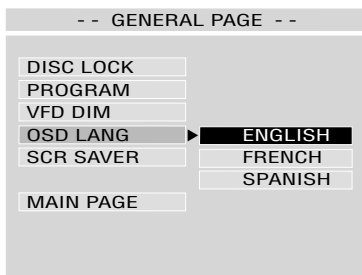 - - GENERAL PAGE - -
DISC LOCK
PROGRAM
VFD DIM
OSD LANG ENGLISH
SCR SAVER FRENCH
SPANISH
MAIN PAGE